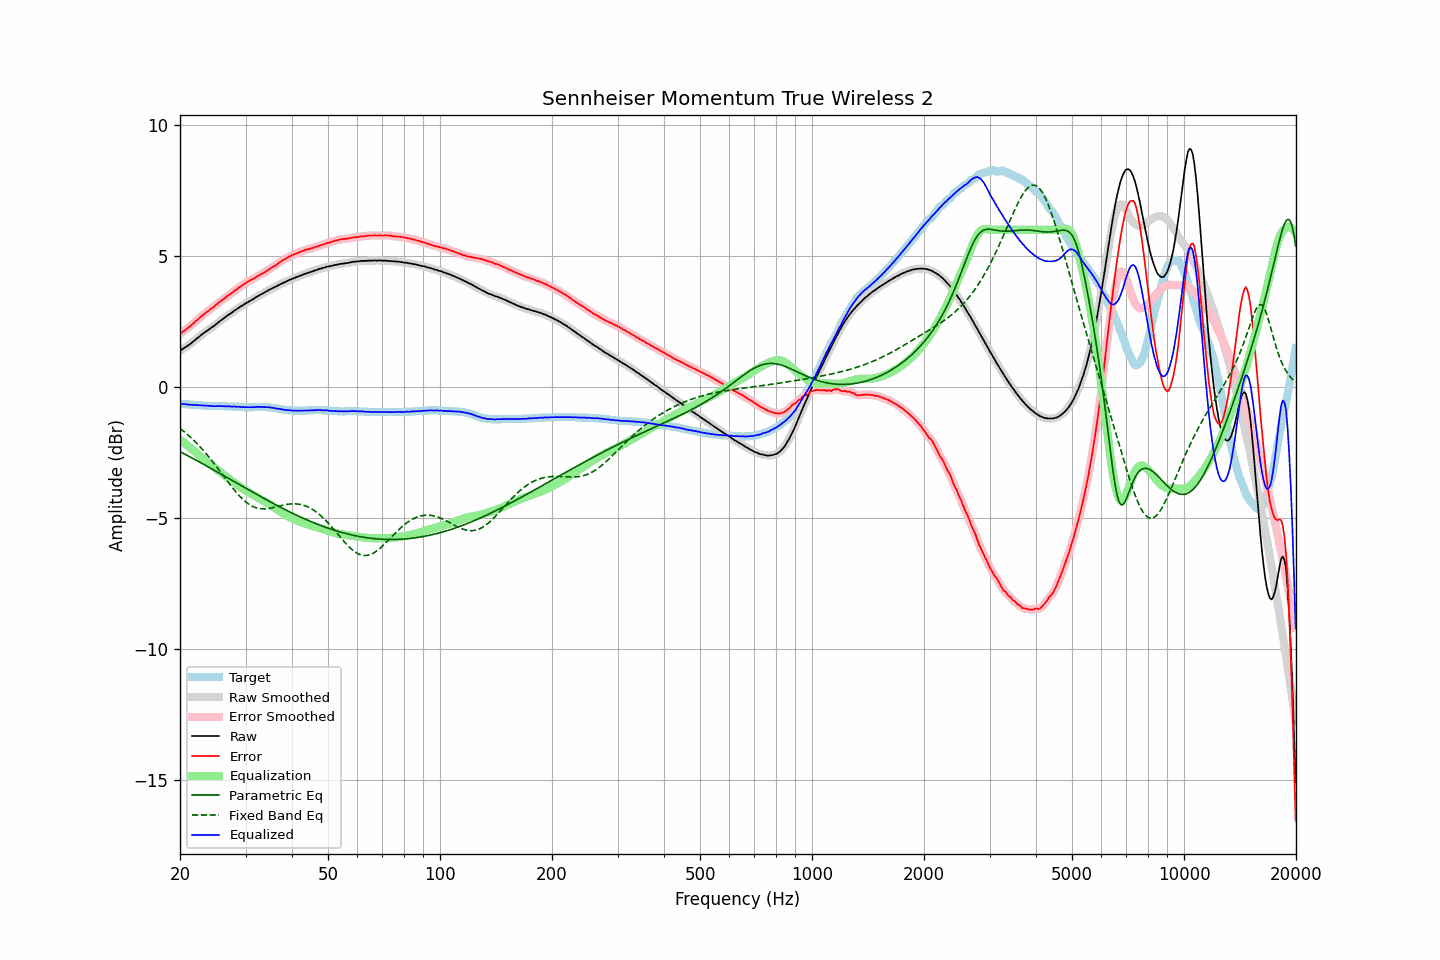 Sennheiser Momentum True Wireless 2
Amplitude (dBr)
10
5
0
−5
−10
−15
Target
Raw Smoothed
Error Smoothed
Raw
Error
Equalization
Parametric Eq
Fixed Band Eq
Equalized
20 50 100 200 500 1000 2000 5000 10000 20000
Frequency (Hz)